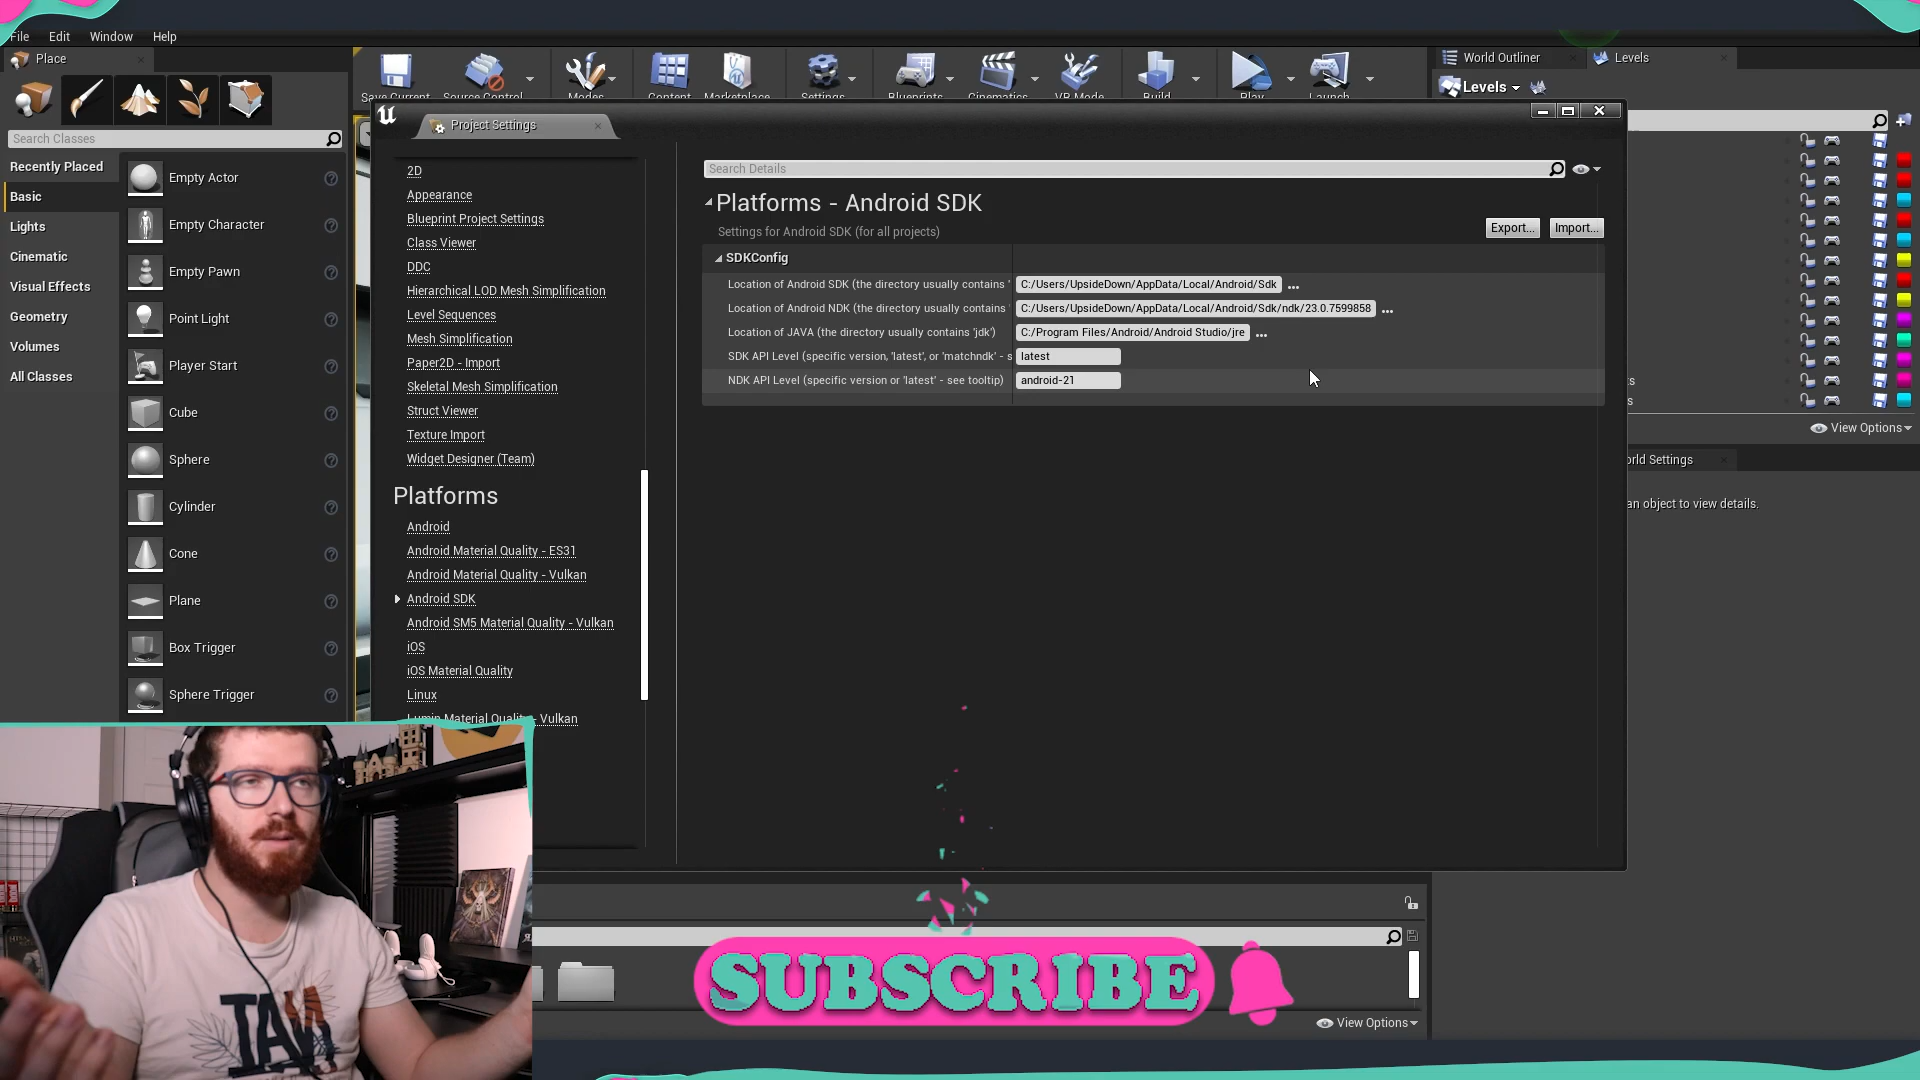 File Edit Window Help
Place
Search Classes
Recently Placed
Basic
Lights
Cinematic
Visual Effects
Geometry
Volumes
All Classes
Empty Actor
Empty Character
Empty Pawn
Point Light
Player Start
Cube
Sphere
Cylinder
Cone
Plane
Box Trigger
Sphere Trigger
Save Current Source Control Modes Content Marketplace Settings Blueprints Cinematics VR Mode Build Play Launch
Project Settings
2D
Appearance
Blueprint Project Settings
Class Viewer
DDC
Hierarchical LOD Mesh Simplification
Level Sequences
Mesh Simplification
Paper2D - Import
Skeletal Mesh Simplification
Struct Viewer
Texture Import
Widget Designer (Team)
Platforms
Android
Android Material Quality - ES31
Android Material Quality - Vulkan
Android SDK
Android SM5 Material Quality - Vulkan
iOS
iOS Material Quality
Linux
Lumin Material Quality - Vulkan
Search Details
Platforms - Android SDK
Settings for Android SDK (for all projects)
Export... Import...
SDKConfig
Location of Android SDK (the directory usually contains ' C:/Users/UpsideDown/AppData/Local/Android/Sdk ...
Location of Android NDK (the directory usually contains C:/Users/UpsideDown/AppData/Local/Android/Sdk/ndk/23.0.7599858 ...
Location of JAVA (the directory usually contains 'jdk') C:/Program Files/Android/Android Studio/jre ...
SDK API Level (specific version, 'latest', or 'matchndk' - s latest
NDK API Level (specific version or 'latest' - see tooltip) android-21
World Outliner
Levels
Levels
View Options
orld Settings
an object to view details.
View Options
SUBSCRIBE